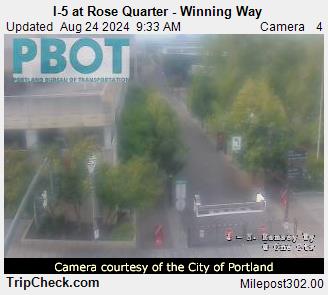 I-5 at Rose Quarter - Winning Way
Updated Aug 24 2024 9:33 AM Camera 4
PBOT
PORTLAND BUREAU OF TRANSPORTATION
Camera courtesy of the City of Portland
TripCheck.com Milepost302.00